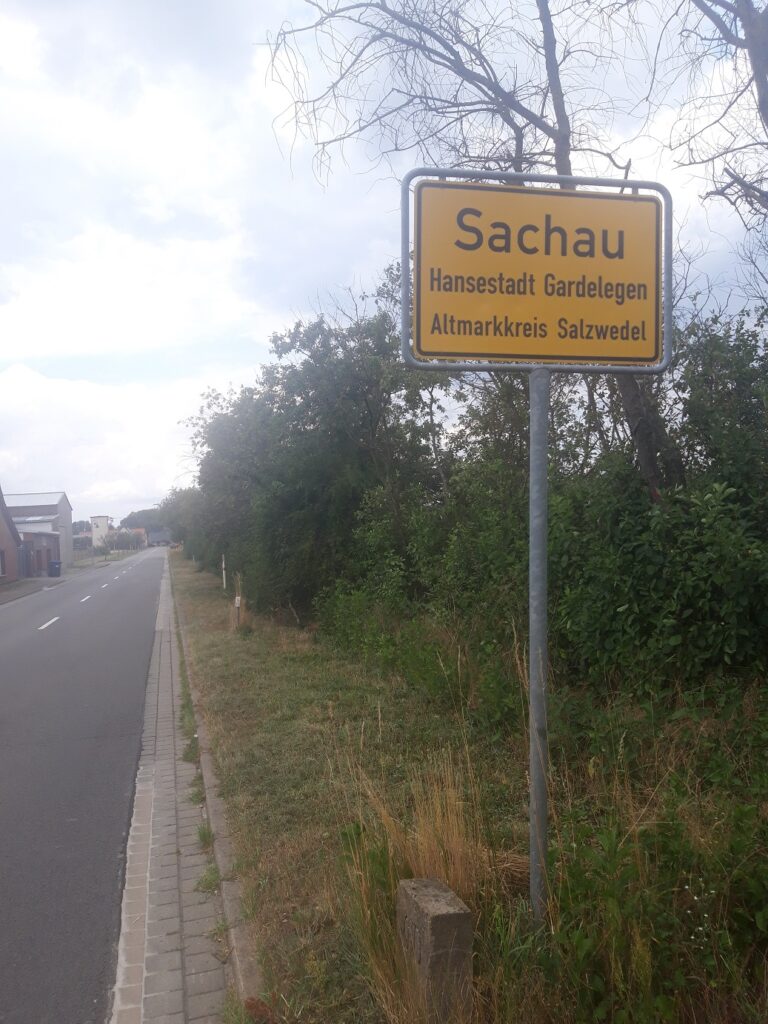 Sachau
Hansestadt Gardelegen
Altmarkkreis Salzwedel